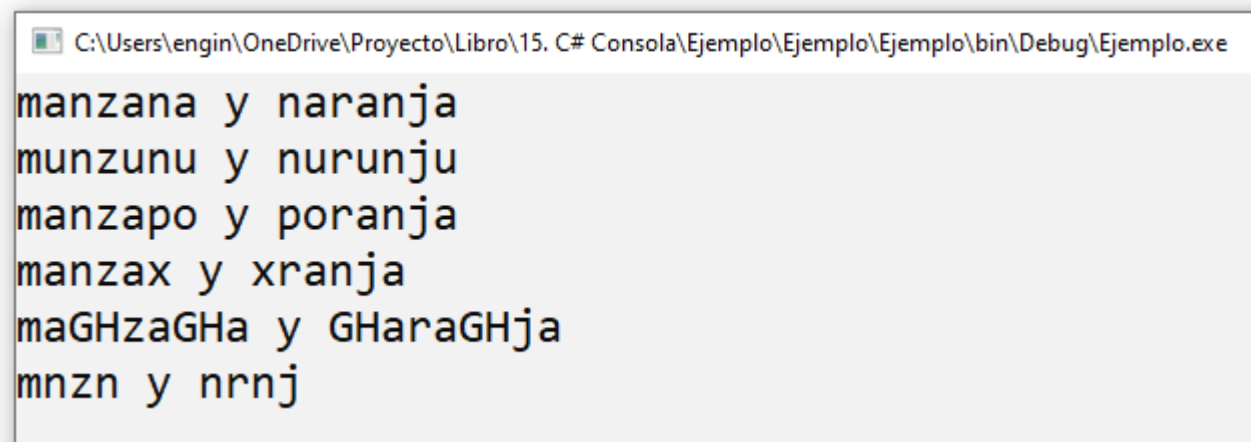 C:\Users\engin\OneDrive\Proyecto\Libro\15. C# Consola\Ejemplo\Ejemplo\Ejemplo\bin\Debug\Ejemplo.exe
manzana y naranja
munzunu y nurunju
manzapo y poranja
manzax y xranja
maGHzaGHa y GHaraGHja
mnzn y nrnj